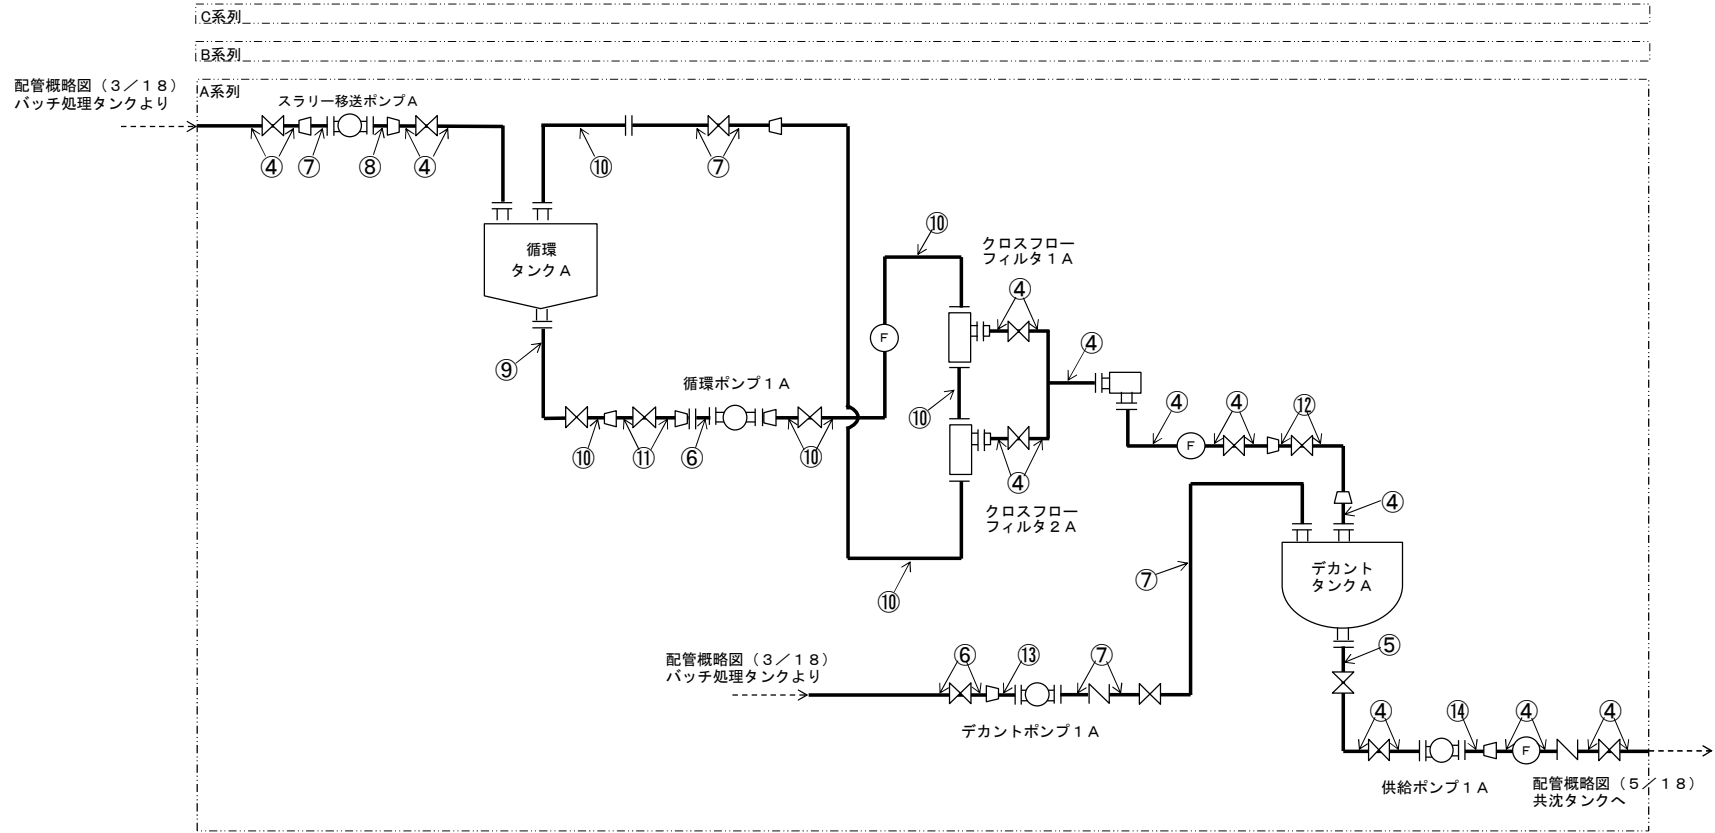 C系列
B系列
A系列
配管概略図（３／１８）
バッチ処理タンクより
スラリー移送ポンプＡ
④
⑦
⑧
④
⑩
⑦
循環
タンクＡ
⑩
クロスフロー
フィルタ１Ａ
④
F
④
⑨
循環ポンプ１Ａ
⑩
④
④
⑫
F
⑩
⑪
⑥
⑩
④
④
クロスフロー
フィルタ２Ａ
デカント
タンクＡ
⑦
⑩
⑤
配管概略図（３／１８）
バッチ処理タンクより
⑥
⑬
⑦
デカントポンプ１Ａ
④
⑭
④
④
F
供給ポンプ１Ａ
配管概略図（５／１８）
共沈タンクへ